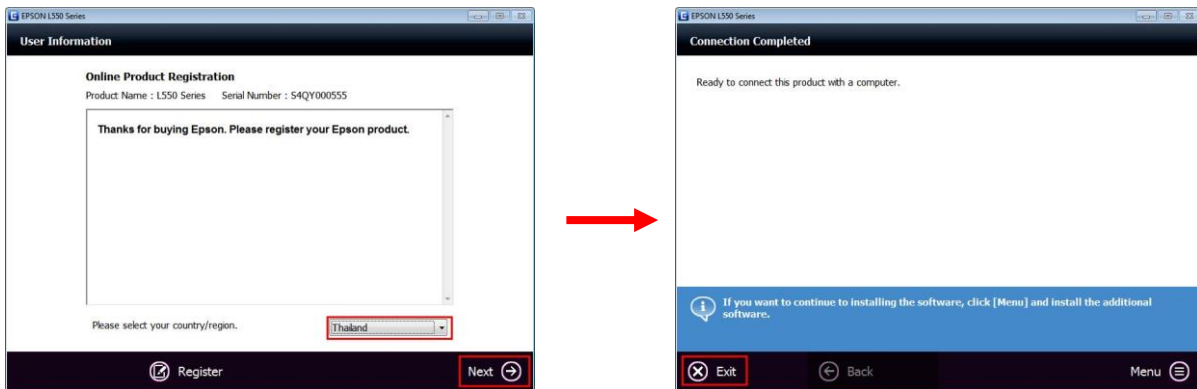 EPSON L550 Series
User Information
Online Product Registration
Product Name : L550 Series Serial Number : S4QY000555
Thanks for buying Epson. Please register your Epson product.
Please select your country/region.
Thailand
Register
Next
EPSON L550 Series
Connection Completed
Ready to connect this product with a computer.
If you want to continue to installing the software, click [Menu] and install the additional
software.
Exit
Back
Menu